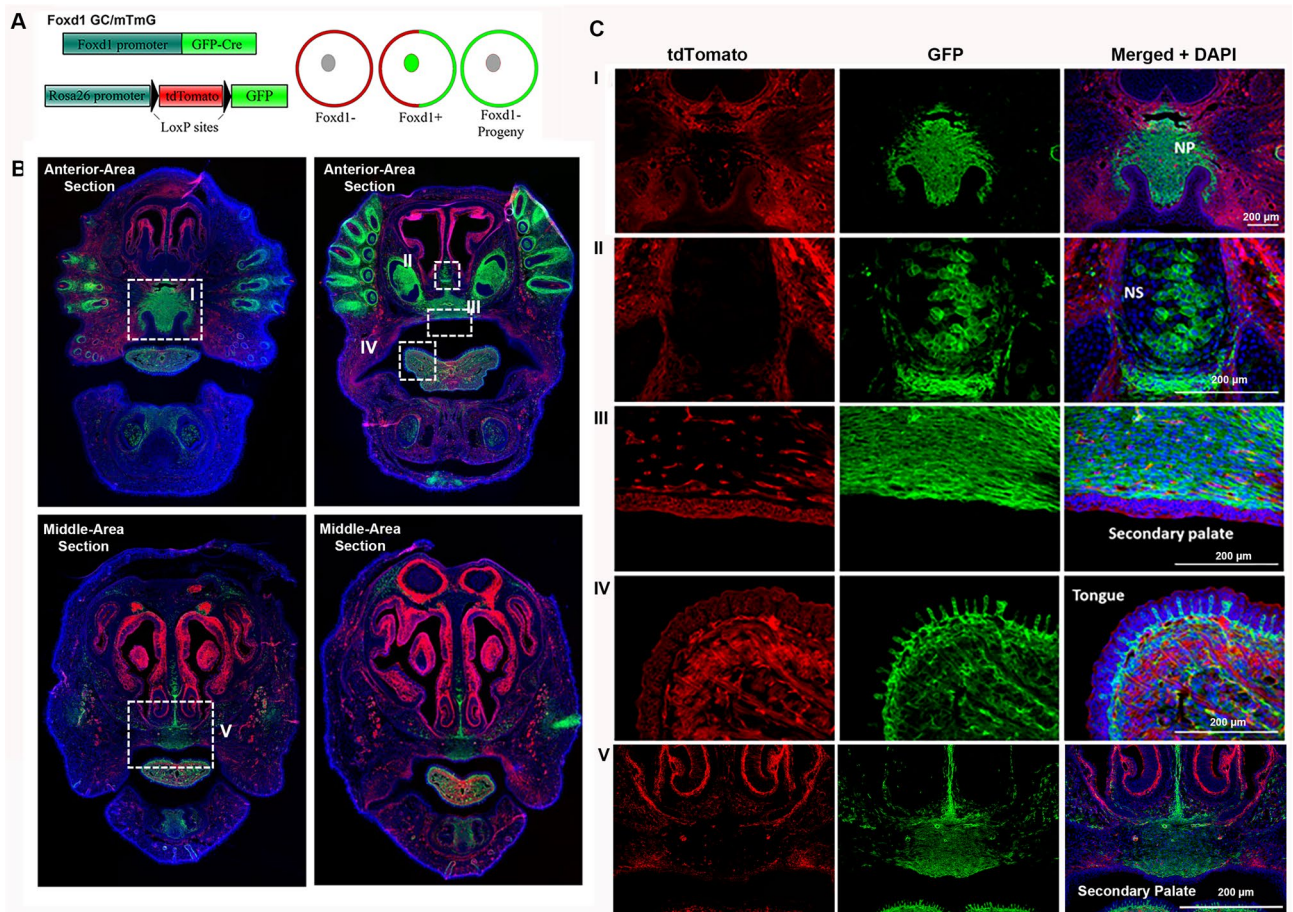 A
Foxd1 GC/mTmG
Foxd1 promoter GFP-Cre
Rosa26 promoter tdTomato GFP
LoxP sites
Foxd1-
Foxd1+
Foxd1-
Progeny
B
Anterior-Area
Section
I
Anterior-Area
Section
II
III
IV
Middle-Area
Section
V
Middle-Area
Section
C
tdTomato GFP Merged + DAPI
I
NP
200 µm
II
NS
200 µm
III
Secondary palate
200 µm
IV
Tongue
200 µm
V
Secondary Palate
200 µm